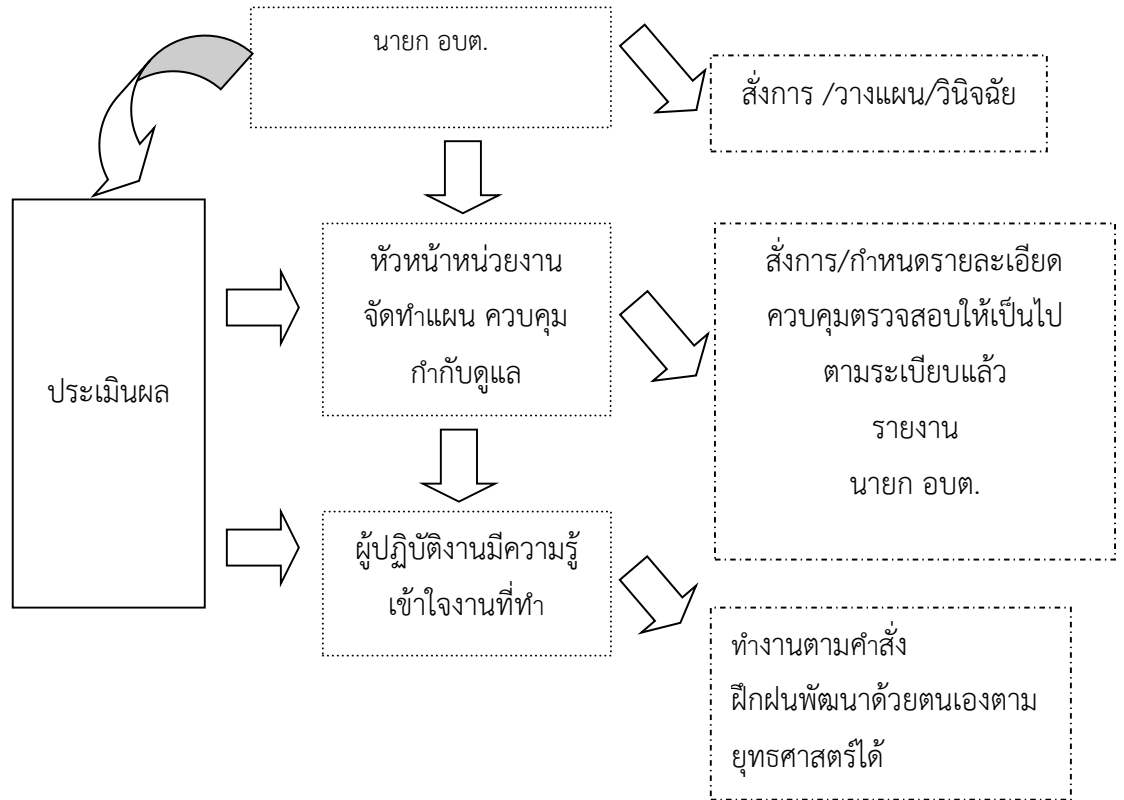 นายก อบต.
สั่งการ /วางแผน/วินิจฉัย
หัวหน้าหน่วยงาน
จัดทำแผน ควบคุม
กำกับดูแล
สั่งการ/กำหนดรายละเอียด
ควบคุมตรวจสอบให้เป็นไป
ตามระเบียบแล้ว
รายงาน
นายก อบต.
ประเมินผล
ผู้ปฏิบัติงานมีความรู้
เข้าใจงานที่ทำ
ทำงานตามคำสั่ง
ฝึกฝนพัฒนาด้วยตนเองตาม
ยุทธศาสตร์ได้